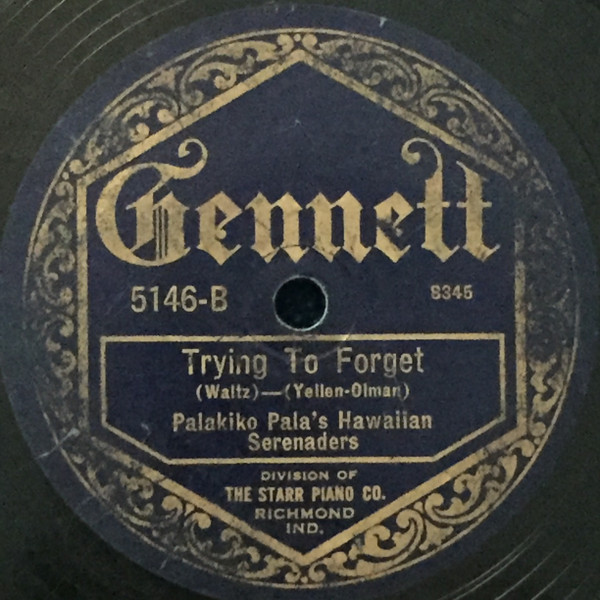 Gennett
5146-B 8345
Trying To Forget
(Waltz)—(Yellen-Olman)
Palakiko Pala's Hawaiian
Serenaders
DIVISION OF
THE STARR PIANO CO.
RICHMOND
IND.